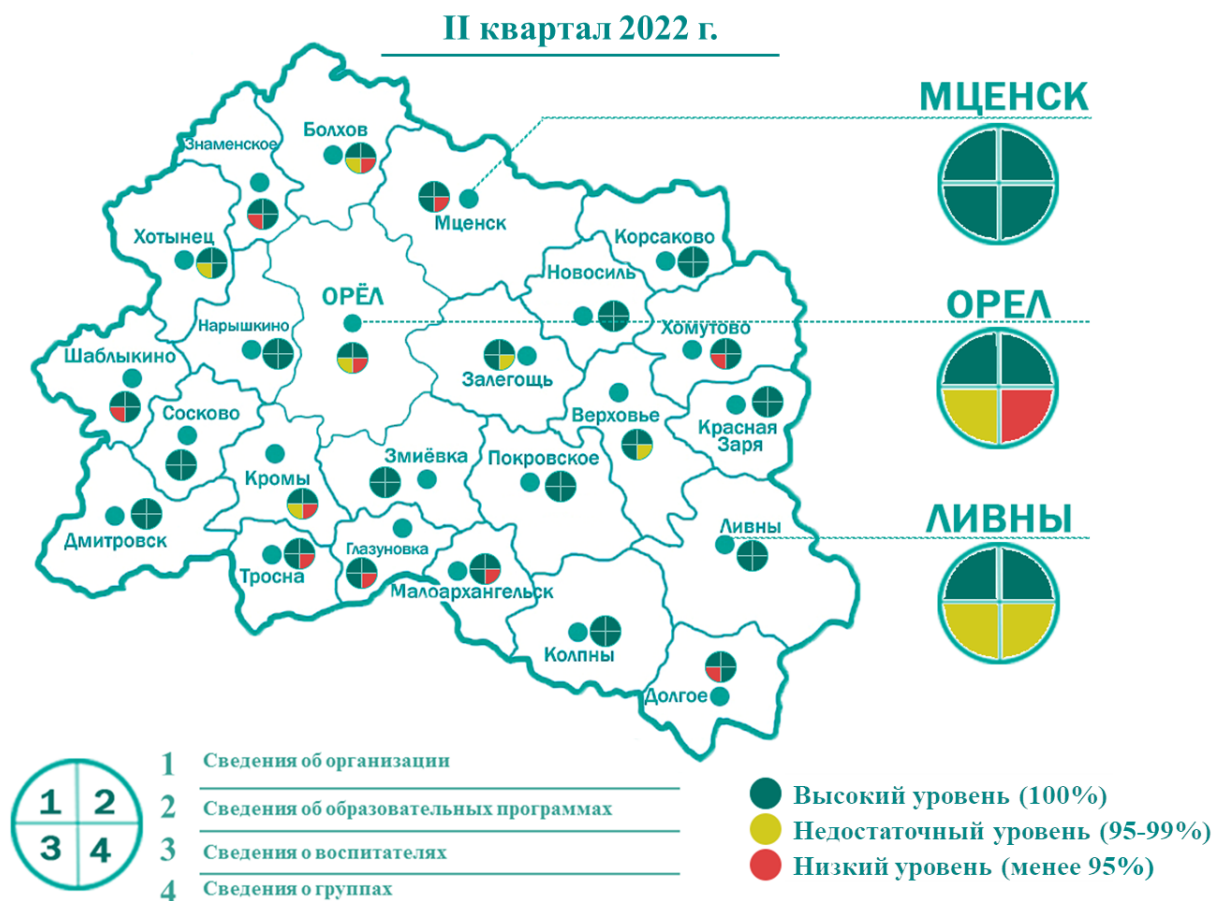 II квартал 2022 г.
МЦЕНСК
Болхов
Знаменское
Мценск
Хотынец
Корсаково
Новосиль
ОРЁЛ
ОРЕЛ
Нарышкино
Хомутово
Шаблыкино
Залегощь
Сосково
Верховье
Красная
Заря
Змиёвка
Покровское
Кромы
ЛИВНЫ
Ливны
Дмитровск
Глазуновка
Тросна
Малоархангельск
Колпны
Долгое
1 2
3 4
1 Сведения об организации
2 Сведения об образовательных программах
3 Сведения о воспитателях
4 Сведения о группах
Высокий уровень (100%)
Недостаточный уровень (95-99%)
Низкий уровень (менее 95%)